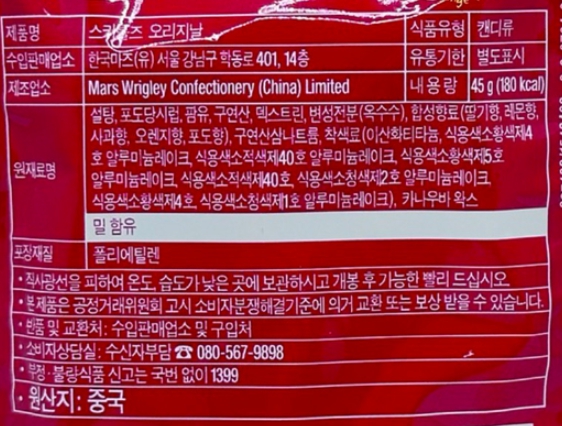 제품명 스키틀즈 오리지날 식품유형 캔디류
수입판매업소 한국마즈(유) 서울 강남구 학동로 401, 14층 유통기한 별도표시
제조업소 Mars Wrigley Confectionery (China) Limited 내용량 45 g (180 kcal)
설탕, 포도당시럽, 팜유, 구연산, 덱스트린, 변성전분(옥수수), 합성향료(딸기향, 레몬향,
사과향, 오렌지향, 포도향), 구연산삼나트륨, 착색료(이산화티타늄, 식용색소황색제4
원재료명 호 알루미늄레이크, 식용색소적색제40호 알루미늄레이크, 식용색소황색제5호
알루미늄레이크, 식용색소적색제40호, 식용색소청색제2호 알루미늄레이크,
식용색소황색제4호, 식용색소청색제1호 알루미늄레이크), 카나우바 왁스
밀 함유
포장재질 폴리에틸렌
• 직사광선을 피하여 온도, 습도가 낮은 곳에 보관하시고 개봉 후 가능한 빨리 드십시오.
• 본 제품은 공정거래위원회 고시 소비자분쟁해결기준에 의거 교환 또는 보상 받을 수 있습니다.
• 반품 및 교환처: 수입판매업소 및 구입처
• 소비자상담실: 수신자부담 ☎ 080-567-9898
• 부정·불량식품 신고는 국번 없이 1399
• 원산지: 중국